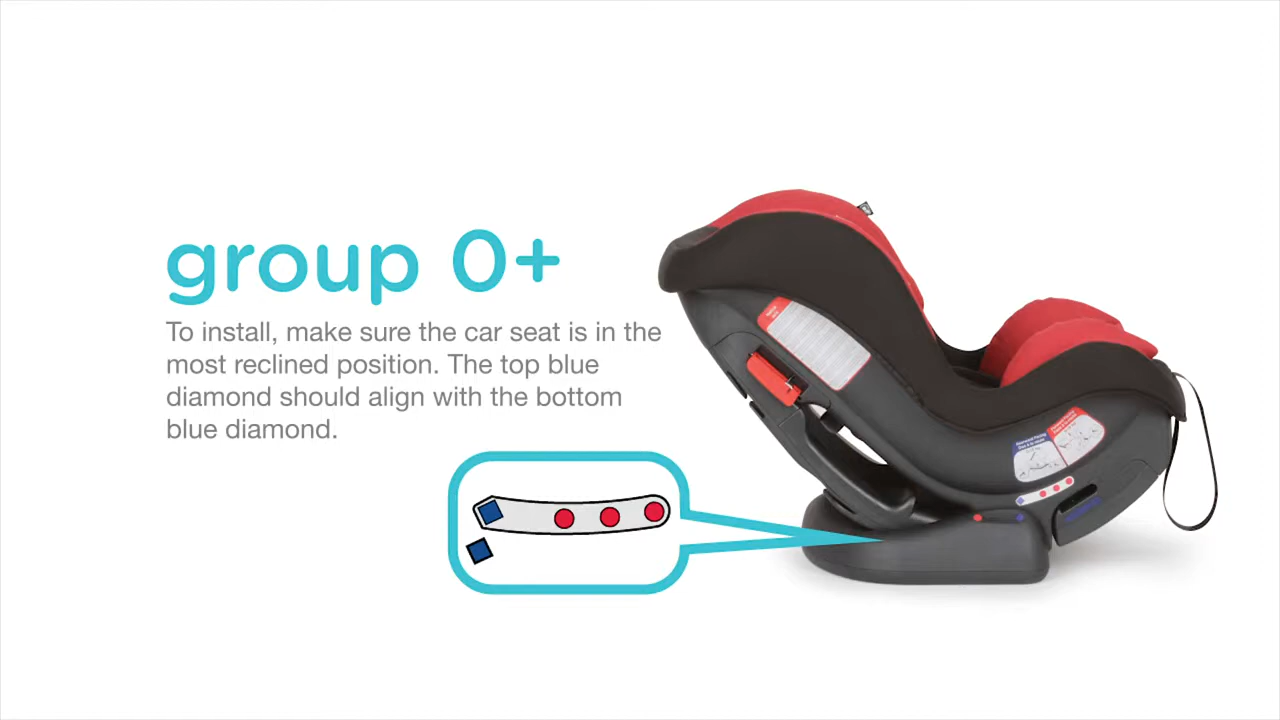 group 0+
To install, make sure the car seat is in the
most reclined position. The top blue
diamond should align with the bottom
blue diamond.